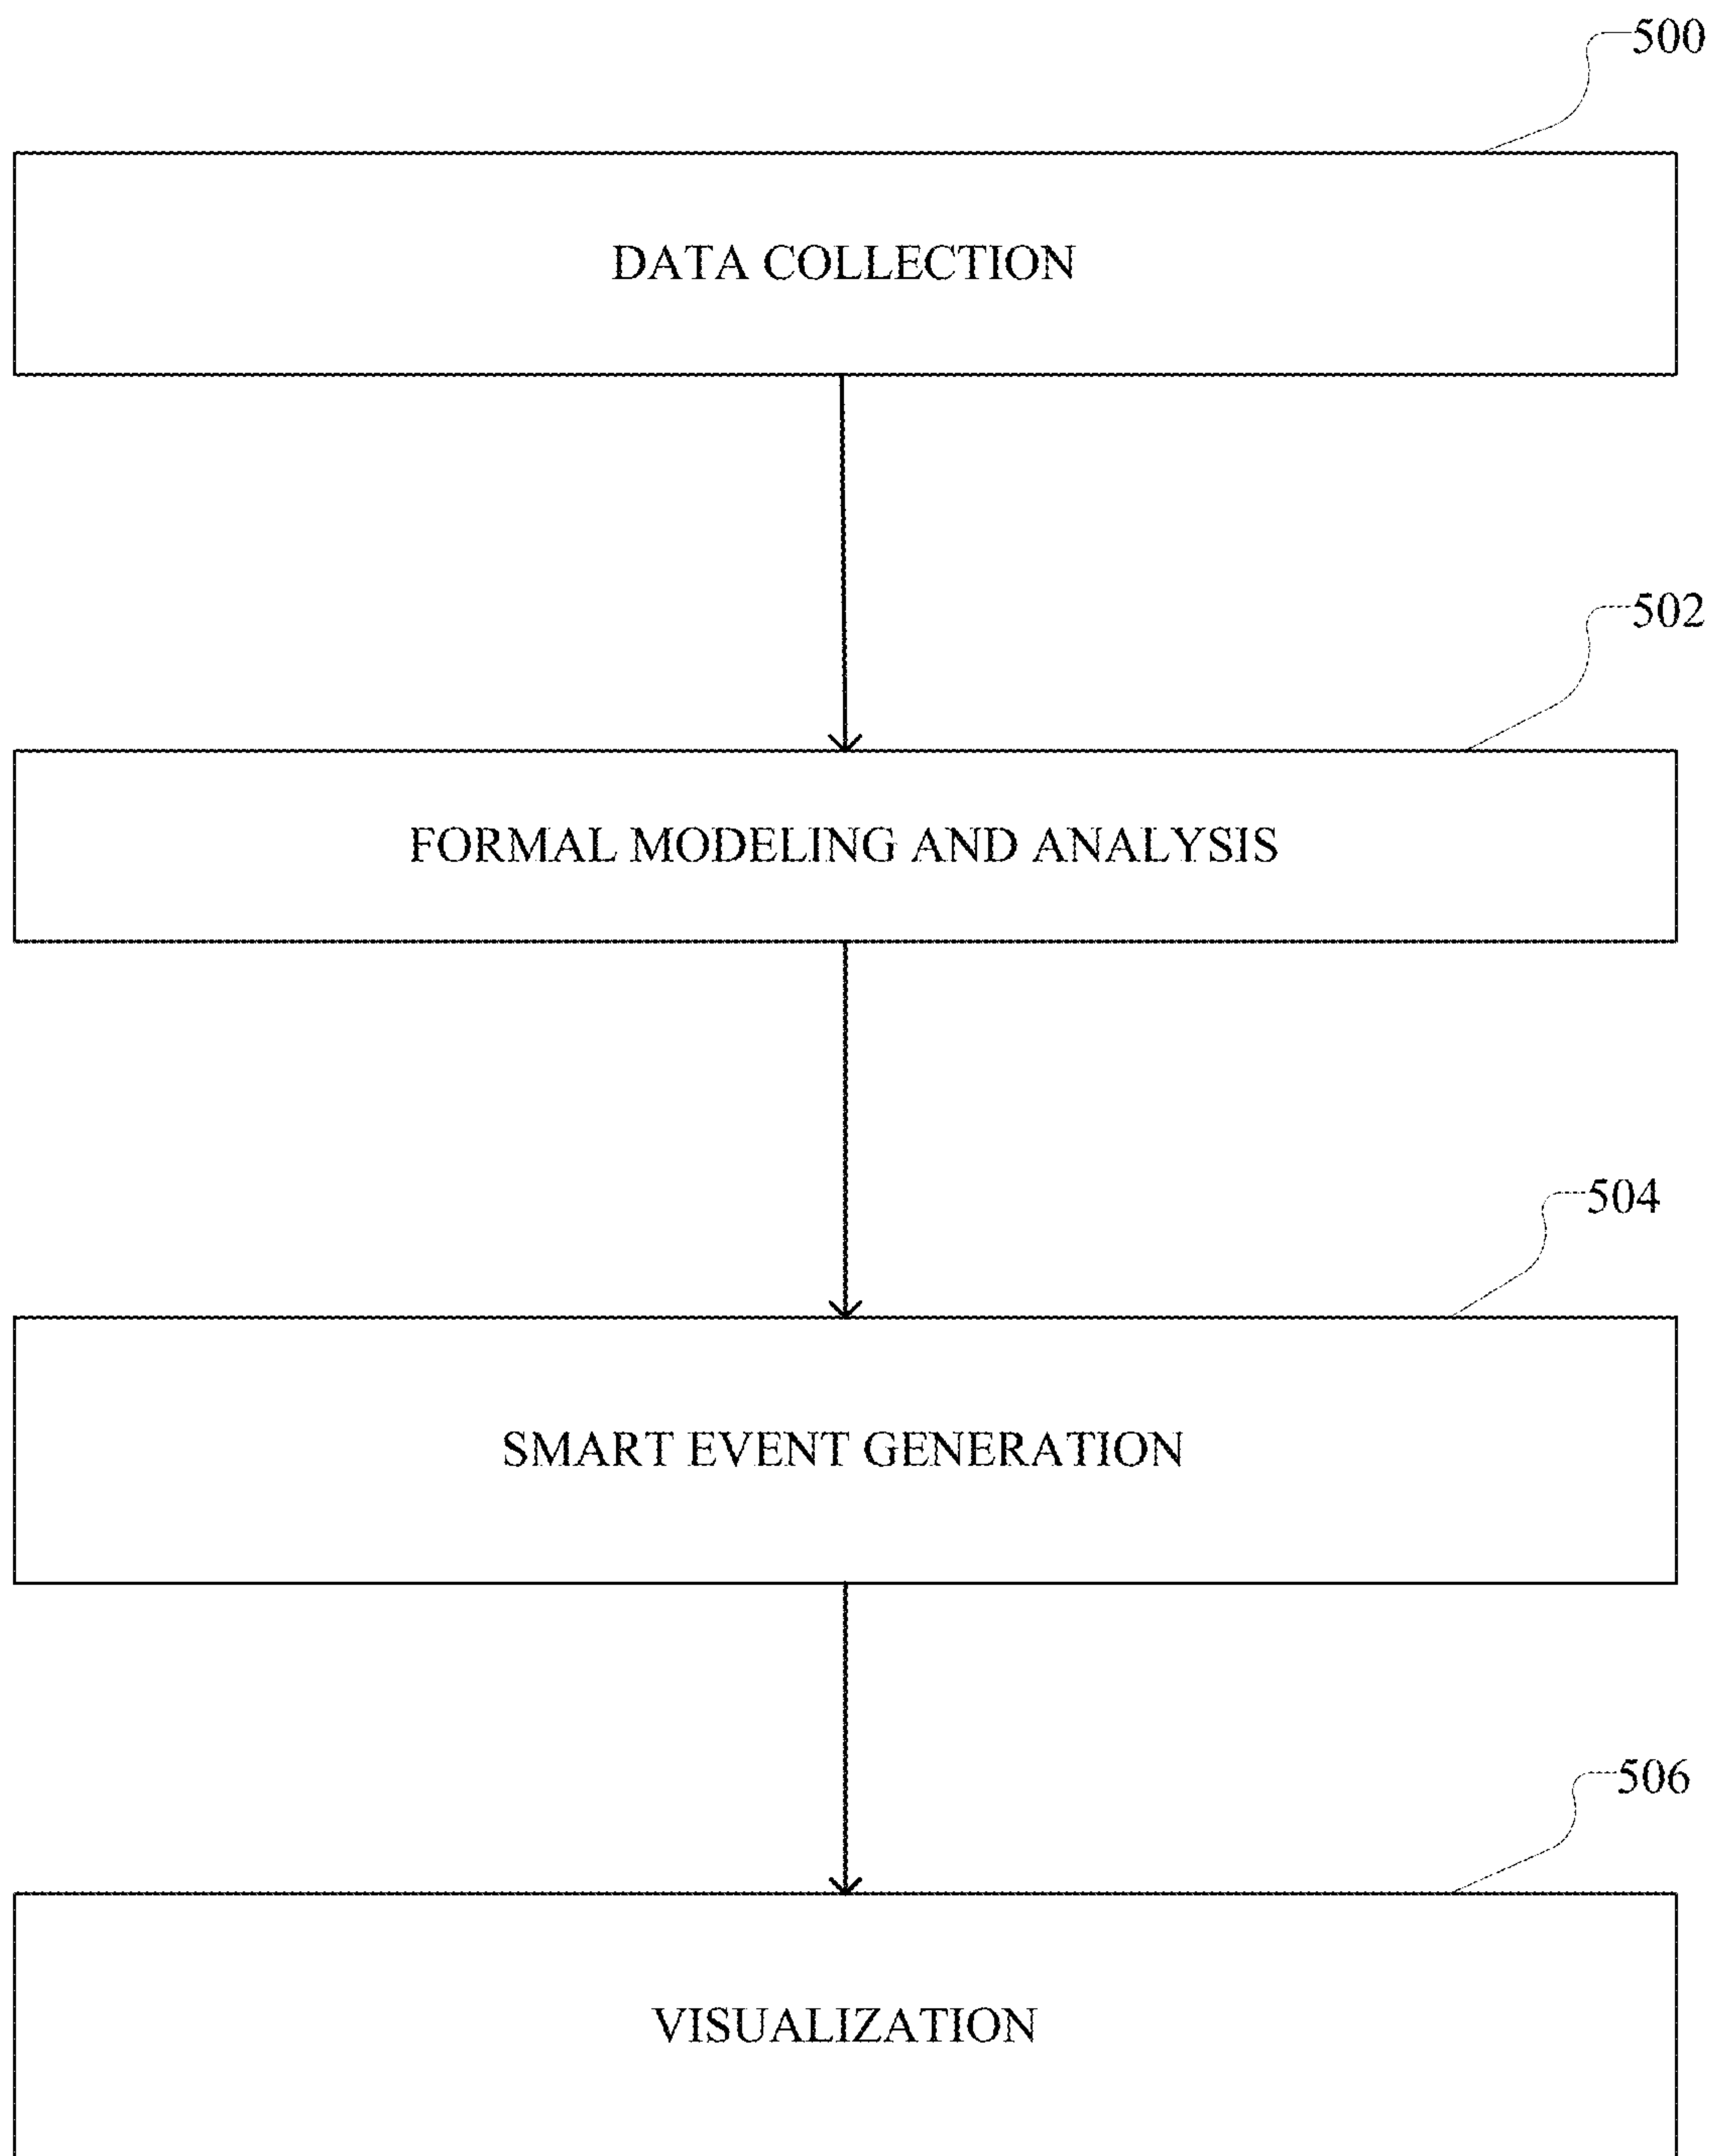 500
DATA COLLECTION
502
FORMAL MODELING AND ANALYSIS
504
SMART EVENT GENERATION
506
VISUALIZATION